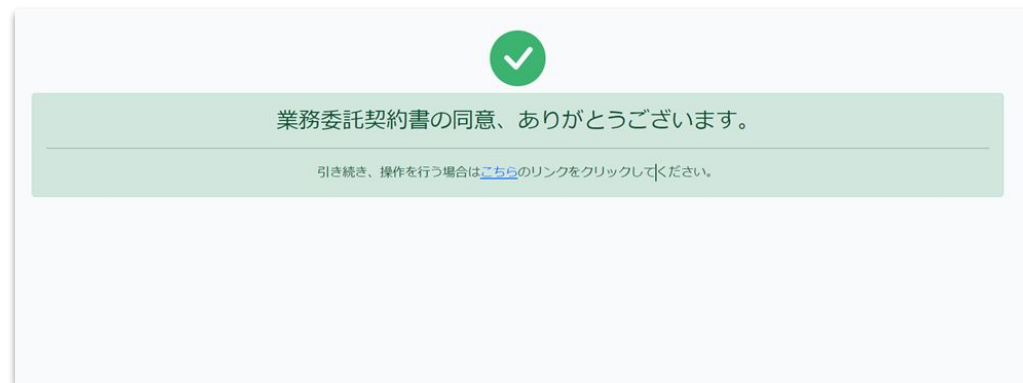 業務委託契約書の同意、ありがとうございます。
引き続き、操作を行う場合はこちらのリンクをクリックしてください。